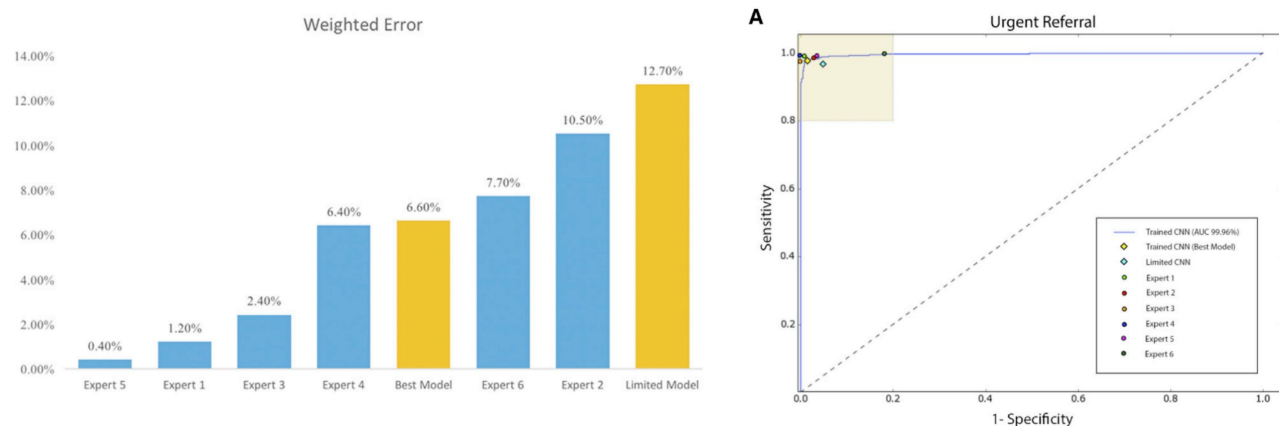 Weighted Error
14.00%
12.00%
10.00%
8.00%
6.00%
4.00%
2.00%
0.00%
0.40%
1.20%
2.40%
6.40%
6.60%
7.70%
10.50%
12.70%
Expert 5 Expert 1 Expert 3 Expert 4 Best Model Expert 6 Expert 2 Limited Model
A
Urgent Referral
Sensitivity
1.0
0.8
0.6
0.4
0.2
Trained CNN (AUC 99.96%)
Trained CNN (Best Model)
Limited CNN
Expert 1
Expert 2
Expert 3
Expert 4
Expert 5
Expert 6
0.0 0.2 0.4 0.6 0.8 1.0
1- Specificity